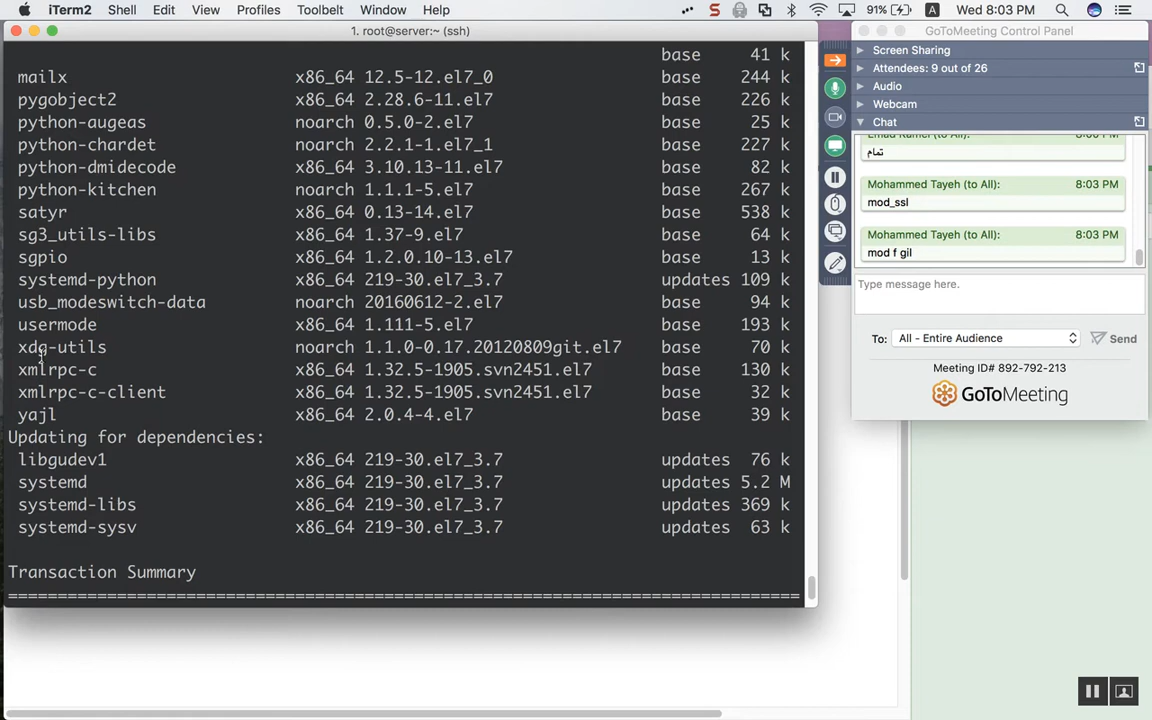 iTerm2 Shell Edit View Profiles Toolbelt Window Help
91% A Wed 8:03 PM
1. root@server:~ (ssh)
base 41 k
mailx x86_64 12.5-12.el7_0 base 244 k
pygobject2 x86_64 2.28.6-11.el7 base 226 k
python-augeas noarch 0.5.0-2.el7 base 25 k
python-chardet noarch 2.2.1-1.el7_1 base 227 k
python-dmidecode x86_64 3.10.13-11.el7 base 82 k
python-kitchen noarch 1.1.1-5.el7 base 267 k
satyr x86_64 0.13-14.el7 base 538 k
sg3_utils-libs x86_64 1.37-9.el7 base 64 k
sgpio x86_64 1.2.0.10-13.el7 base 13 k
systemd-python x86_64 219-30.el7_3.7 updates 109 k
usb_modeswitch-data noarch 20160612-2.el7 base 94 k
usermode x86_64 1.111-5.el7 base 193 k
xdg-utils noarch 1.1.0-0.17.20120809git.el7 base 70 k
xmlrpc-c x86_64 1.32.5-1905.svn2451.el7 base 130 k
xmlrpc-c-client x86_64 1.32.5-1905.svn2451.el7 base 32 k
yajl x86_64 2.0.4-4.el7 base 39 k
Updating for dependencies:
libgudev1 x86_64 219-30.el7_3.7 updates 76 k
systemd x86_64 219-30.el7_3.7 updates 5.2 M
systemd-libs x86_64 219-30.el7_3.7 updates 369 k
systemd-sysv x86_64 219-30.el7_3.7 updates 63 k
Transaction Summary
================================================================================
GoToMeeting Control Panel
Screen Sharing
Attendees: 9 out of 26
Audio
Webcam
Chat
تمام
Mohammed Tayeh (to All): 8:03 PM
mod_ssl
Mohammed Tayeh (to All): 8:03 PM
mod f gil
Type message here.
To: All - Entire Audience Send
Meeting ID# 892-792-213
GoToMeeting